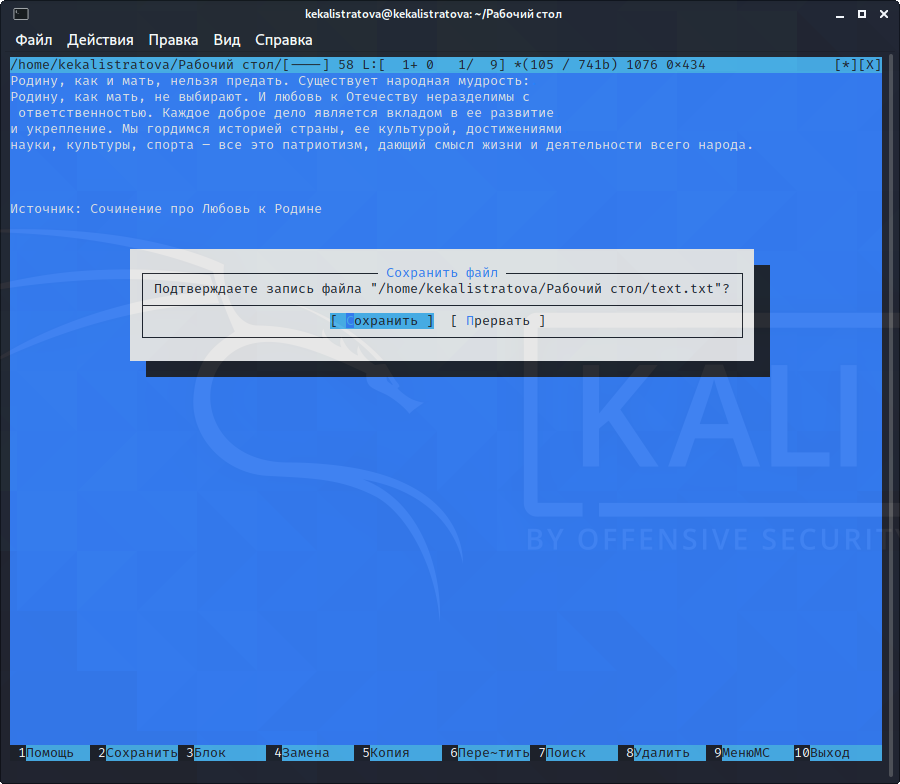 kekalistratova@kekalistratova: ~/Рабочий стол
Файл Действия Правка Вид Справка
/home/kekalistratova/Рабочий стол/[----] 58 L:[ 1+ 0 1/ 9] *(105 / 741b) 1076 0×434 [*][X]
Родину, как и мать, нельзя предать. Существует народная мудрость:
Родину, как мать, не выбирают. И любовь к Отечеству неразделимы с
ответственностью. Каждое доброе дело является вкладом в ее развитие
и укрепление. Мы гордимся историей страны, ее культурой, достижениями
науки, культуры, спорта — все это патриотизм, дающий смысл жизни и деятельности всего народа.
Источник: Сочинение про Любовь к Родине
Сохранить файл
Подтверждаете запись файла "/home/kekalistratova/Рабочий стол/text.txt"?
[ Сохранить ] [ Прервать ]
KALI
BY OFFENSIVE SECURIT
1Помощь 2Сохранить 3Блок 4Замена 5Копия 6Пере~тить 7Поиск 8Удалить 9МенюМС 10Выход